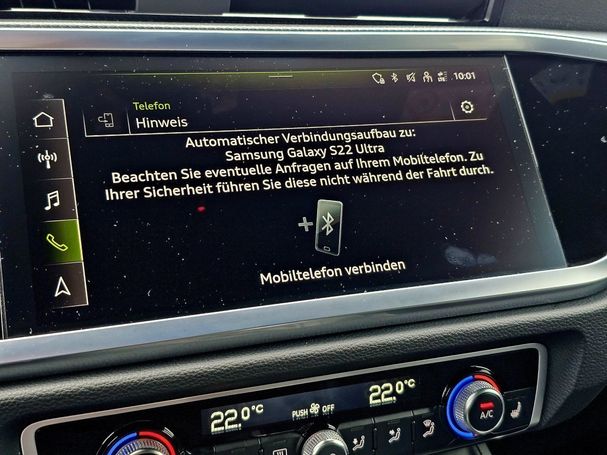 10:01
Telefon
Hinweis
Automatischer Verbindungsaufbau zu:
Samsung Galaxy S22 Ultra
Beachten Sie eventuelle Anfragen auf Ihrem Mobiltelefon. Zu
Ihrer Sicherheit führen Sie diese nicht während der Fahrt durch.
Mobiltelefon verbinden
22.0°C
PUSH OFF
22.0°C
A/C